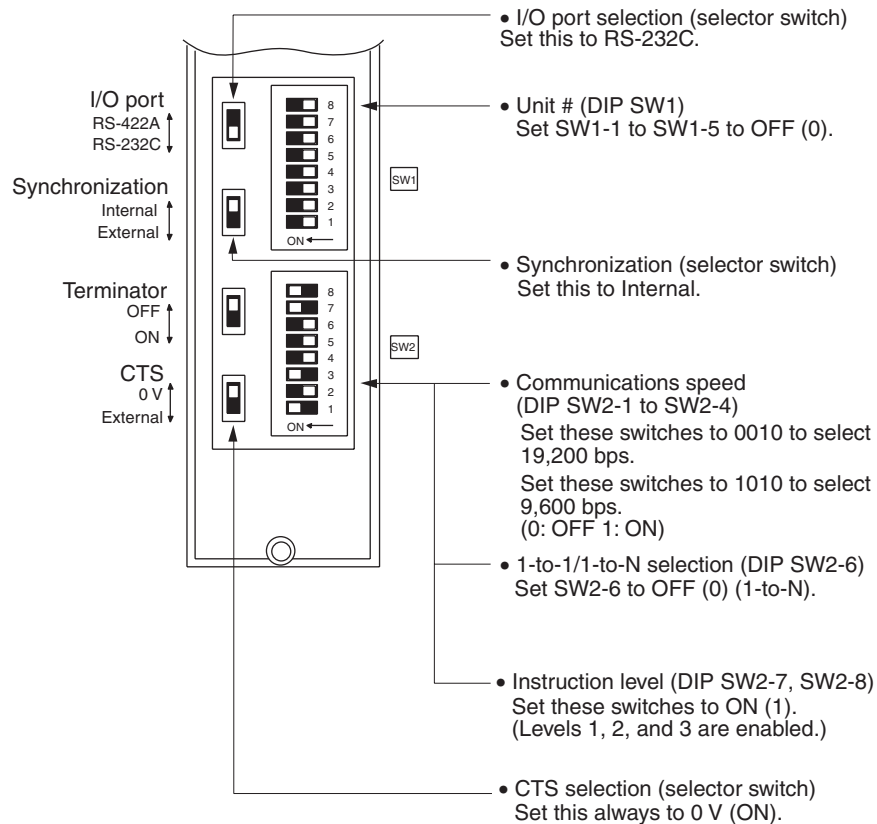 • I/O port selection (selector switch)
Set this to RS-232C.
I/O port
RS-422A
RS-232C
8
7
6
5
4
3
2
1
ON
SW1
• Unit # (DIP SW1)
Set SW1-1 to SW1-5 to OFF (0).
Synchronization
Internal
External
• Synchronization (selector switch)
Set this to Internal.
Terminator
OFF
ON
8
7
6
5
4
3
2
1
ON
SW2
CTS
0 V
External
• Communications speed
(DIP SW2-1 to SW2-4)
Set these switches to 0010 to select
19,200 bps.
Set these switches to 1010 to select
9,600 bps.
(0: OFF 1: ON)
• 1-to-1/1-to-N selection (DIP SW2-6)
Set SW2-6 to OFF (0) (1-to-N).
• Instruction level (DIP SW2-7, SW2-8)
Set these switches to ON (1).
(Levels 1, 2, and 3 are enabled.)
• CTS selection (selector switch)
Set this always to 0 V (ON).